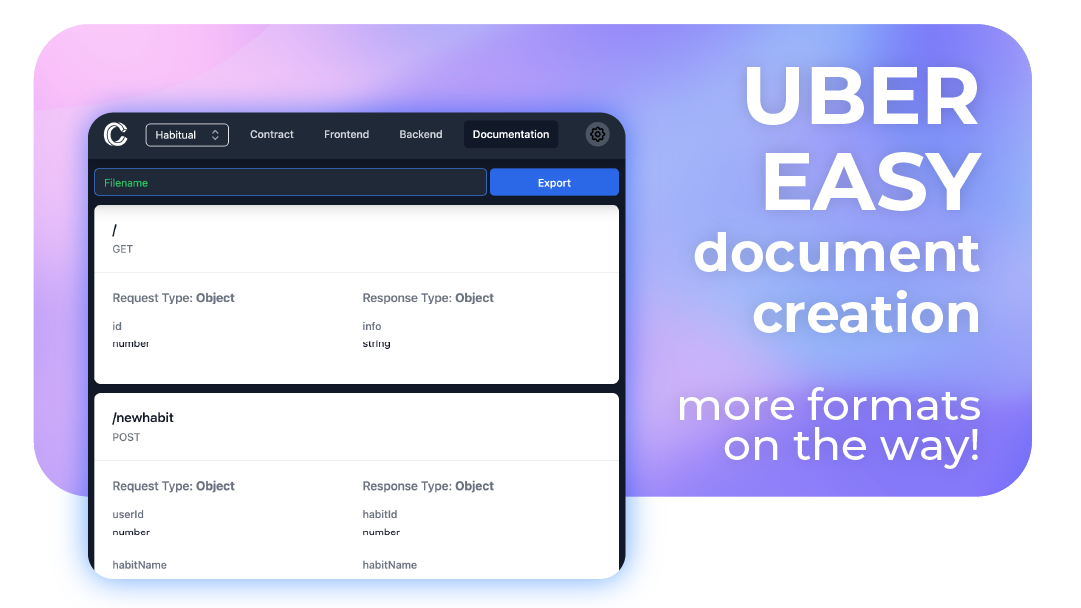 UBER
EASY
document
creation
more formats
on the way!
Habitual
Contract
Frontend
Backend
Documentation
Filename
Export
/
GET
Request Type: Object
Response Type: Object
id
info
number
string
/newhabit
POST
Request Type: Object
Response Type: Object
userId
habitId
number
number
habitName
habitName